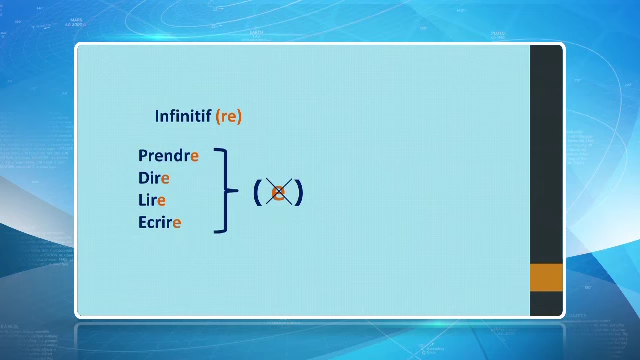 Infinitif (re)
Prendre
Dire
Lire
Ecrire
(e)